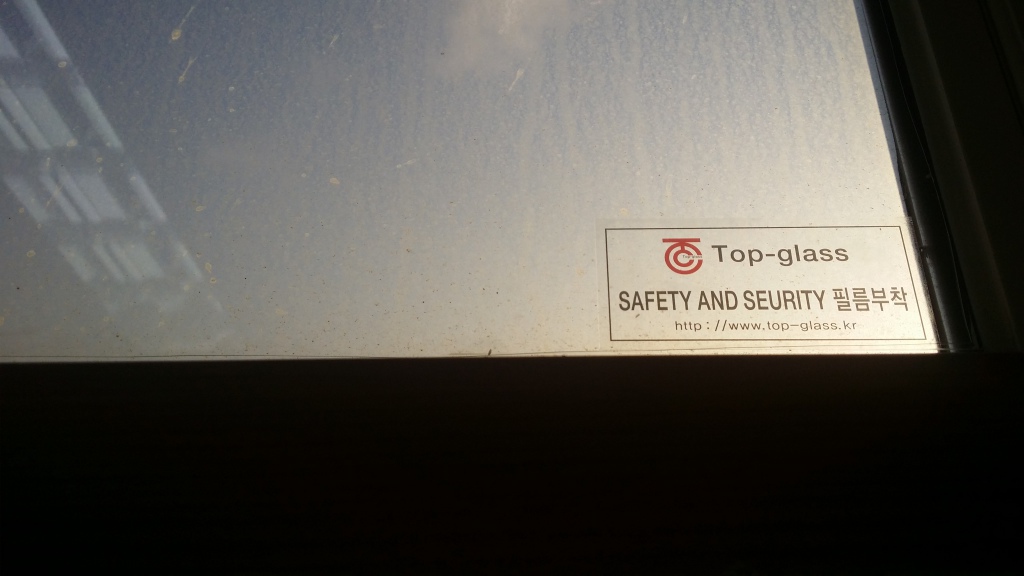 Top-glass
SAFETY AND SEURITY 필름부착
http://www.top-glass.kr